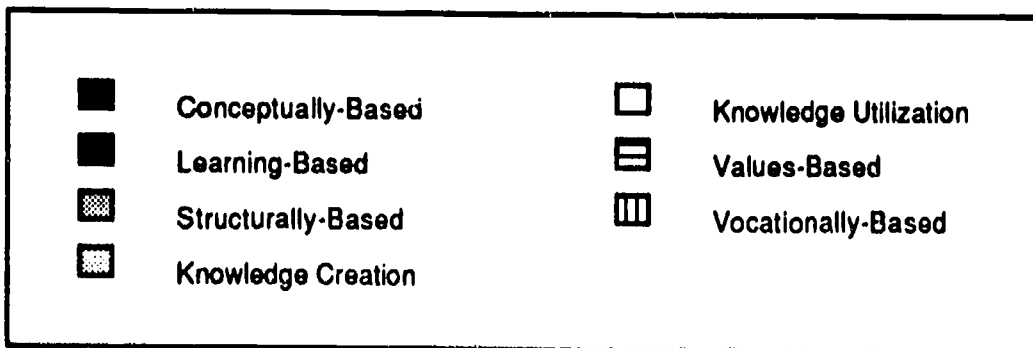 Conceptually-Based
Learning-Based
Structurally-Based
Knowledge Creation
Knowledge Utilization
Values-Based
Vocationally-Based